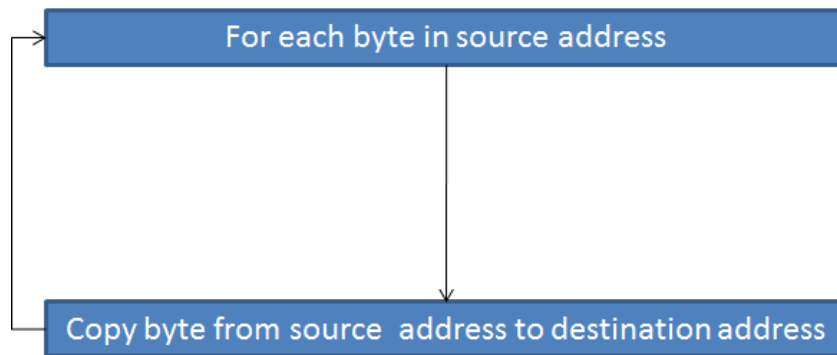 For each byte in source address
Copy byte from source address to destination address